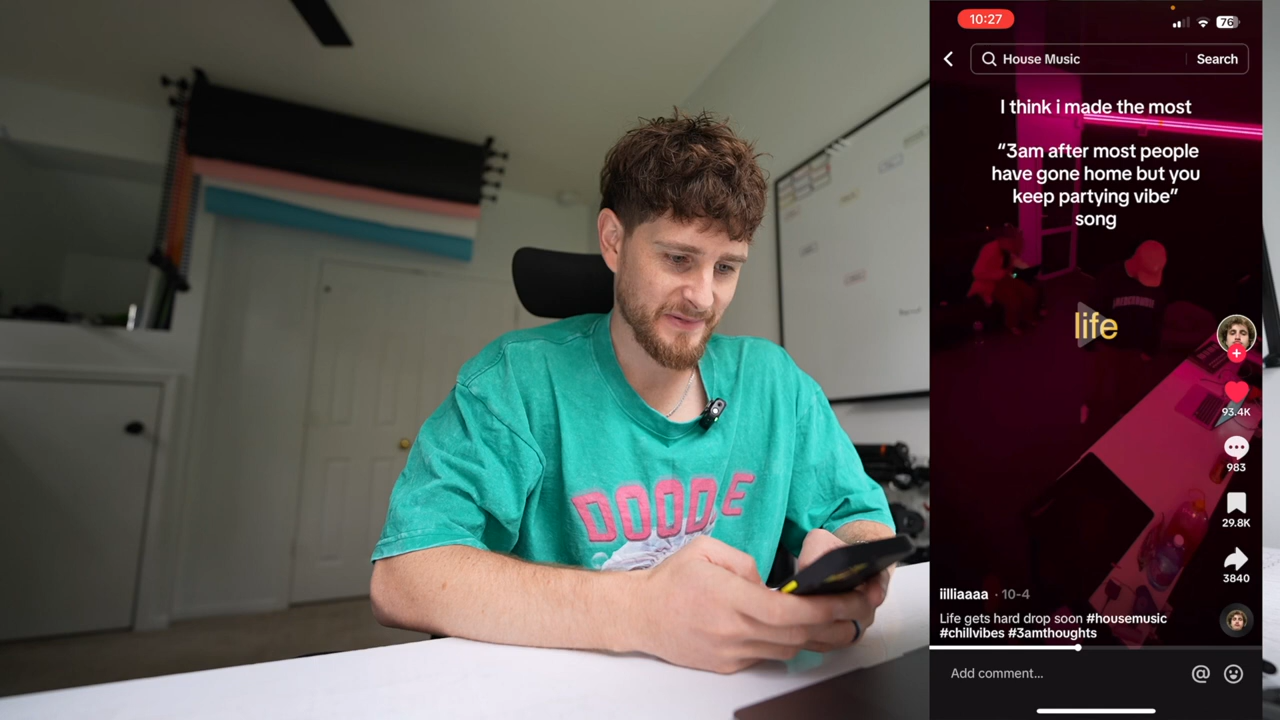 10:27
76
House Music
Search
I think i made the most
“3am after most people
have gone home but you
keep partying vibe”
song
life
93.4K
983
29.8K
3840
iilliaaaa · 10-4
Life gets hard drop soon #housemusic
#chillvibes #3amthoughts
Add comment...
@
DOODLE